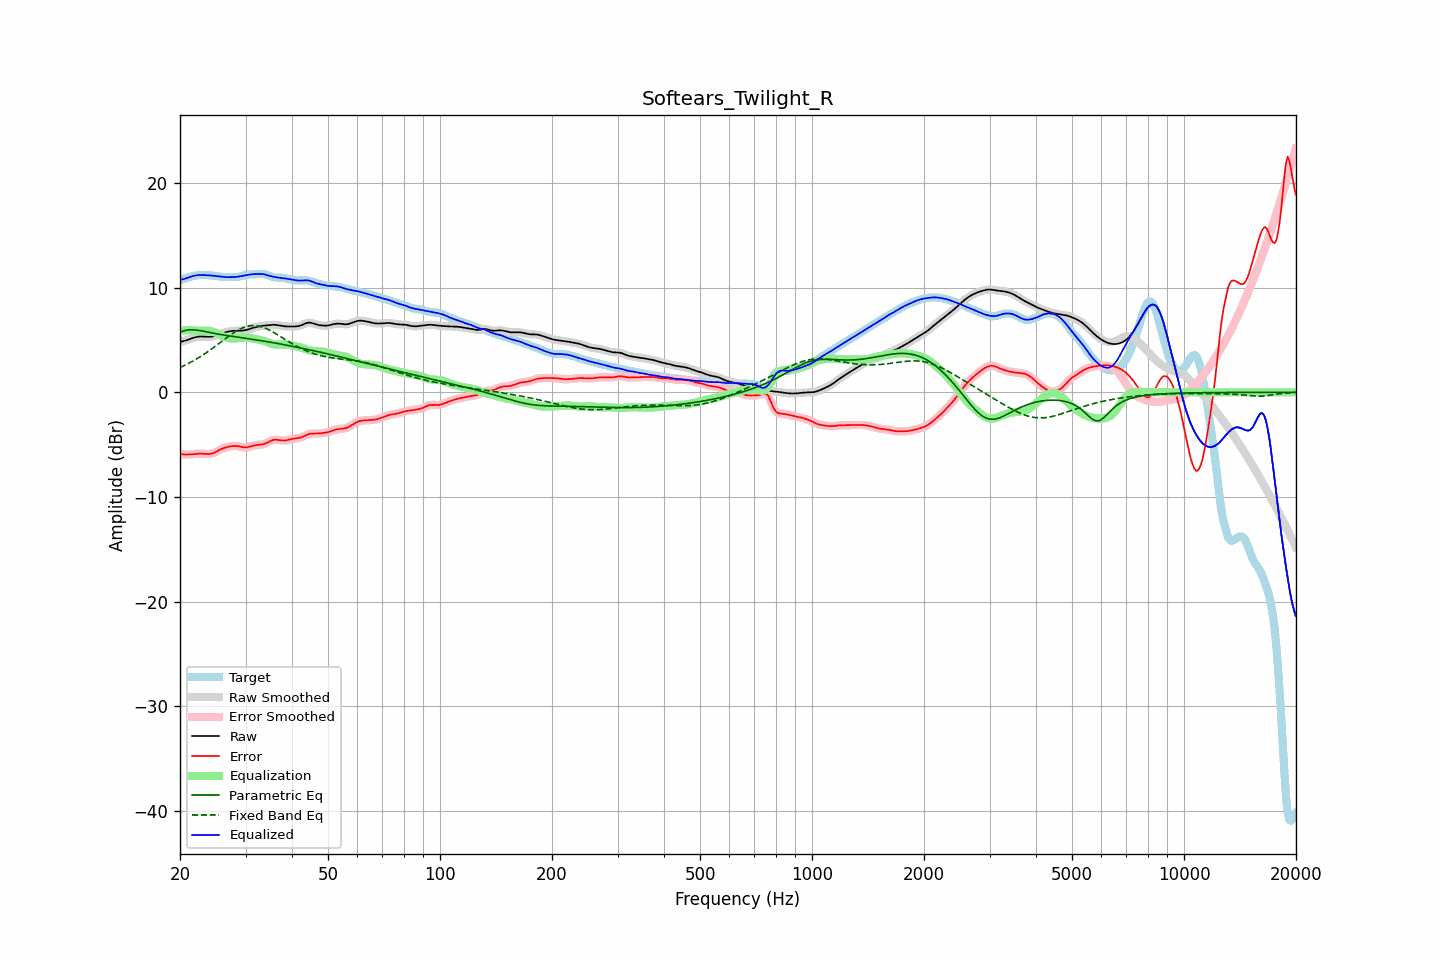 Softears_Twilight_R
20
10
0
−10
−20
−30
−40
Amplitude (dBr)
Target
Raw Smoothed
Error Smoothed
Raw
Error
Equalization
Parametric Eq
Fixed Band Eq
Equalized
20 50 100 200 500 1000 2000 5000 10000 20000
Frequency (Hz)